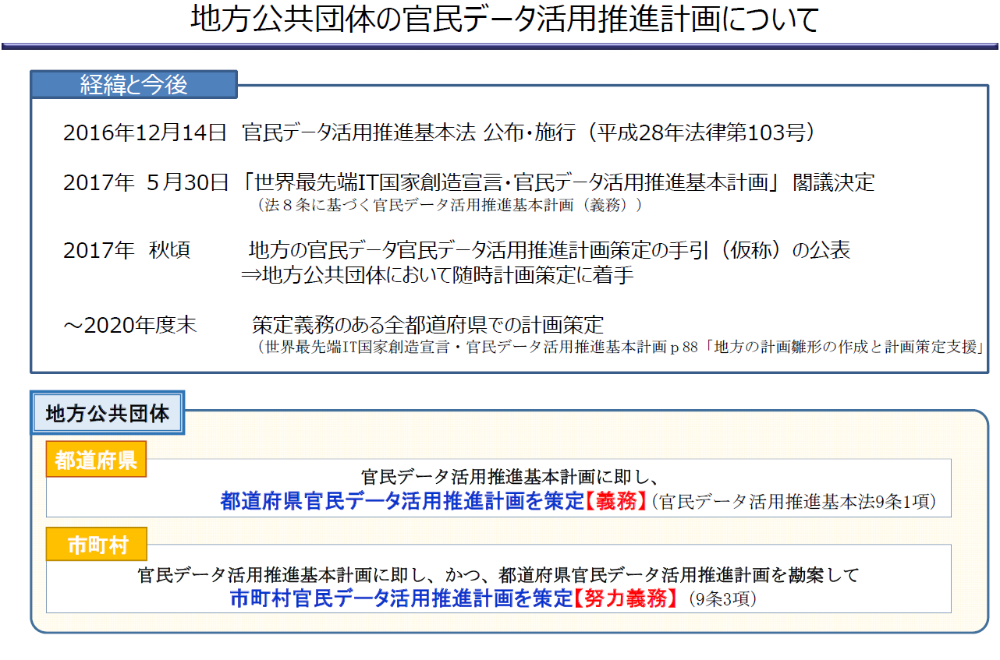 地方公共団体の官民データ活用推進計画について
経緯と今後
2016年12月14日 官民データ活用推進基本法 公布・施行（平成28年法律第103号）
2017年 ５月30日 「世界最先端IT国家創造宣言・官民データ活用推進基本計画」 閣議決定
（法８条に基づく官民データ活用推進基本計画（義務））
2017年 秋頃 地方の官民データ官民データ活用推進計画策定の手引（仮称）の公表
⇒地方公共団体において随時計画策定に着手
～2020年度末 策定義務のある全都道府県での計画策定
（世界最先端IT国家創造宣言・官民データ活用推進基本計画ｐ88「地方の計画雛形の作成と計画策定支援」
地方公共団体
都道府県
官民データ活用推進基本計画に即し、
都道府県官民データ活用推進計画を策定【義務】（官民データ活用推進基本法9条1項）
市町村
官民データ活用推進基本計画に即し、かつ、都道府県官民データ活用推進計画を勘案して
市町村官民データ活用推進計画を策定【努力義務】（9条3項）